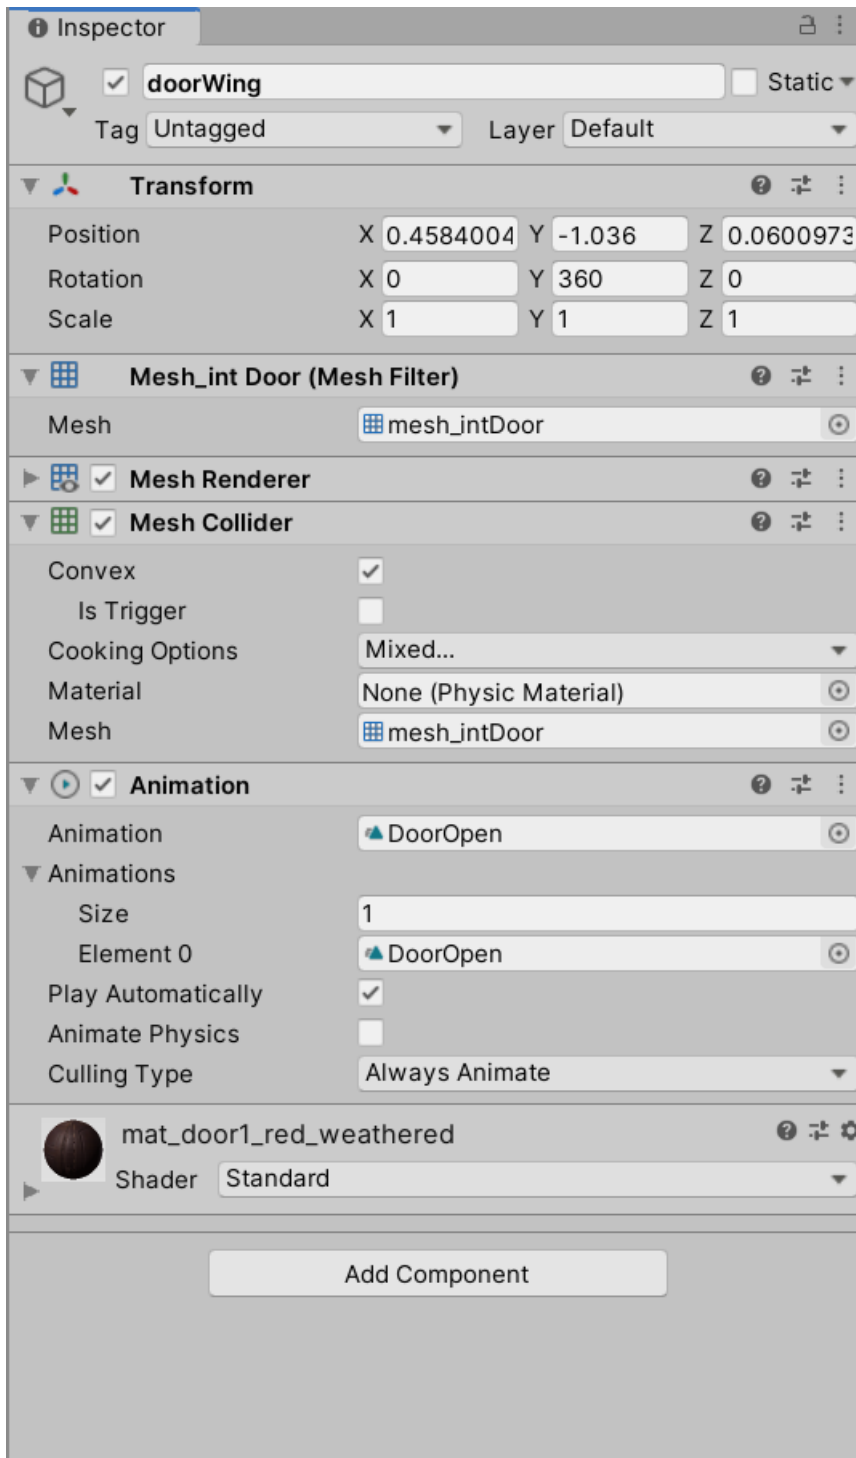 Inspector
doorWing Static
Tag Untagged Layer Default
Transform
Position X 0.4584004 Y -1.036 Z 0.0600973
Rotation X 0 Y 360 Z 0
Scale X 1 Y 1 Z 1
Mesh_int Door (Mesh Filter)
Mesh mesh_intDoor
Mesh Renderer
Mesh Collider
Convex
Is Trigger
Cooking Options Mixed...
Material None (Physic Material)
Mesh mesh_intDoor
Animation
Animation DoorOpen
Animations
Size 1
Element 0 DoorOpen
Play Automatically
Animate Physics
Culling Type Always Animate
mat_door1_red_weathered
Shader Standard
Add Component